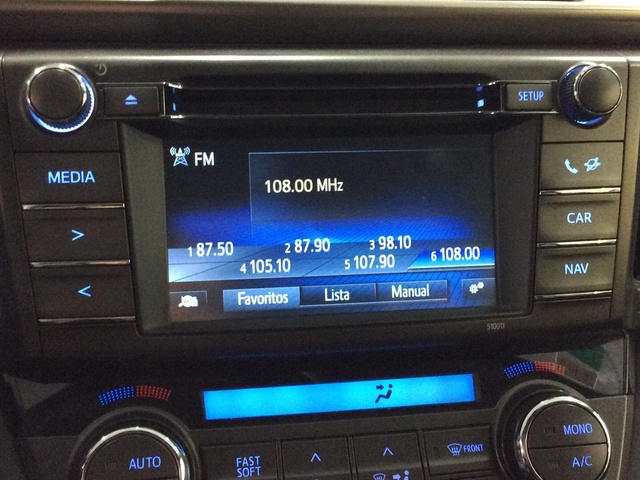 SETUP
MEDIA
>
<
CAR
NAV
FM
108.00 MHz
1 87.50 2 87.90 3 98.10
4 105.10 5 107.90 6 108.00
Favoritos Lista Manual
510011
AUTO
FAST
SOFT
FRONT
MONO
A/C